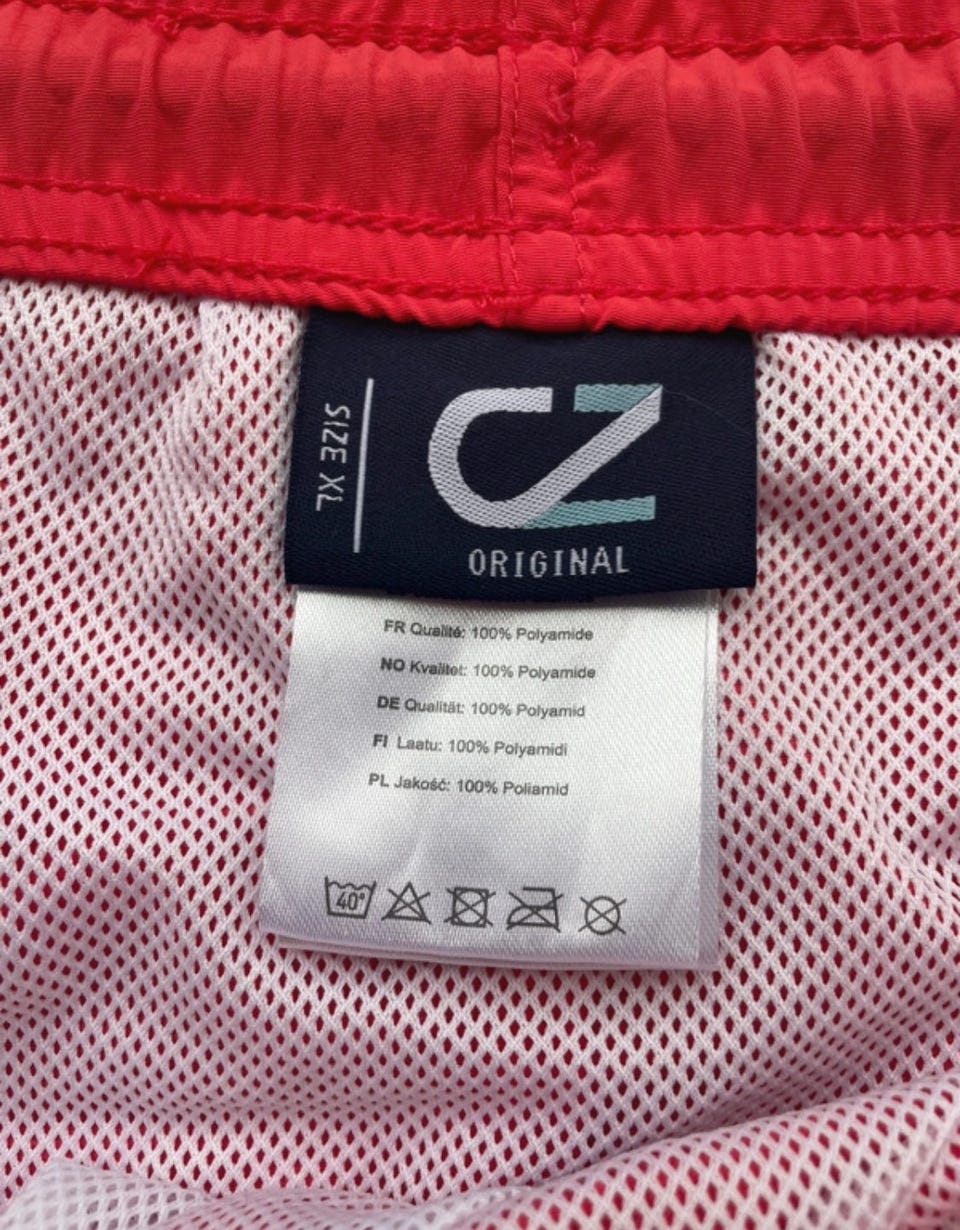 SIZE XL
CZ
ORIGINAL
FR Qualité: 100% Polyamide
NO Kvalitet: 100% Polyamide
DE Qualität: 100% Polyamid
FI Laatu: 100% Polyamidi
PL Jakość: 100% Poliamid
40°